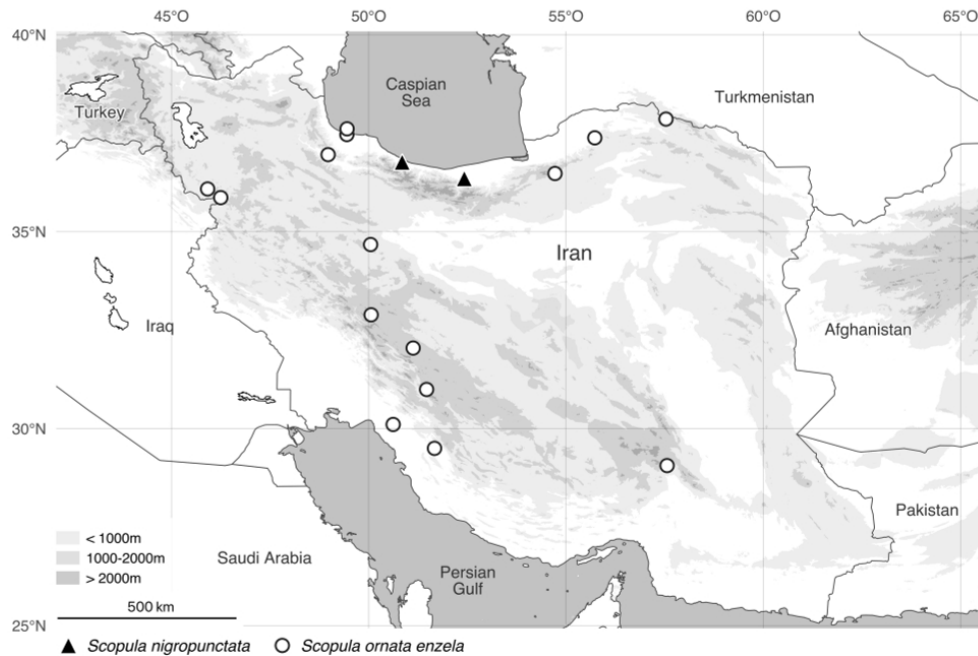 45°O 50°O 55°O 60°O 65°O
40°N
Caspian
Sea
Turkey
Turkmenistan
35°N
Iran
Iraq
Afghanistan
30°N
Pakistan
< 1000m
1000-2000m
> 2000m
Saudi Arabia
Persian
Gulf
500 km
25°N
Scopula nigropunctata Scopula ornata enzela